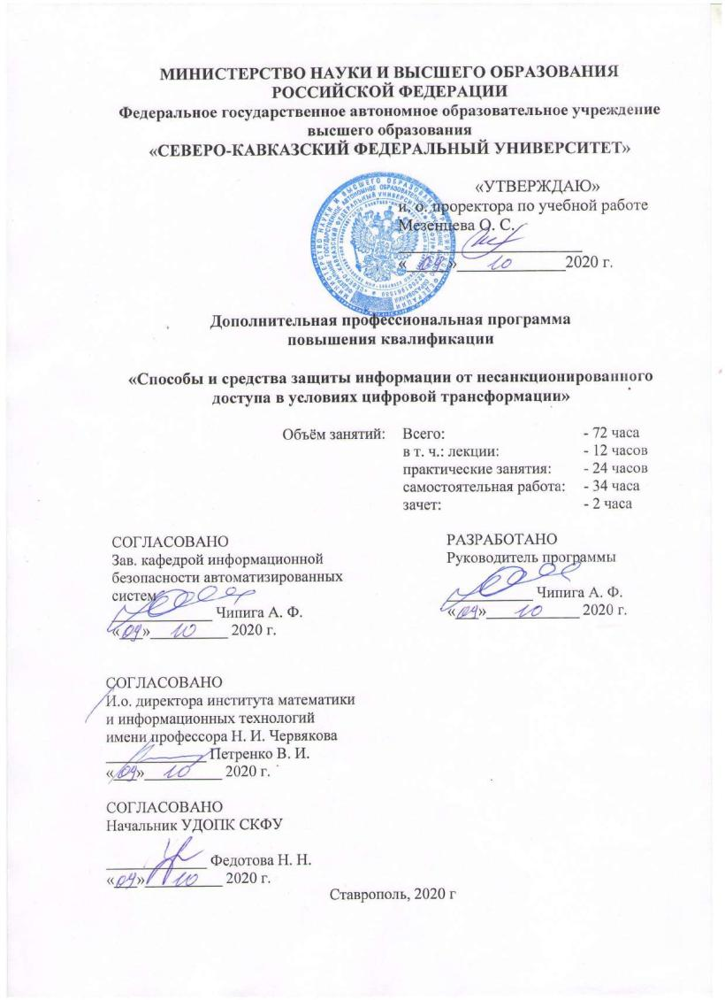 МИНИСТЕРСТВО НАУКИ И ВЫСШЕГО ОБРАЗОВАНИЯ
РОССИЙСКОЙ ФЕДЕРАЦИИ
Федеральное государственное автономное образовательное учреждение
высшего образования
«СЕВЕРО-КАВКАЗСКИЙ ФЕДЕРАЛЬНЫЙ УНИВЕРСИТЕТ»
«УТВЕРЖДАЮ»
и. о. проректора по учебной работе
Мезенцева О. С.
«09» 10 2020 г.
Дополнительная профессиональная программа
повышения квалификации
«Способы и средства защиты информации от несанкционированного
доступа в условиях цифровой трансформации»
Объём занятий: Всего: - 72 часа
в т. ч.: лекции: - 12 часов
практические занятия: - 24 часов
самостоятельная работа: - 34 часа
зачет: - 2 часа
СОГЛАСОВАНО
Зав. кафедрой информационной
безопасности автоматизированных
систем
Чипига А. Ф.
«09» 10 2020 г.
РАЗРАБОТАНО
Руководитель программы
Чипига А. Ф.
«09» 10 2020 г.
СОГЛАСОВАНО
И.о. директора института математики
и информационных технологий
имени профессора Н. И. Червякова
Петренко В. И.
«09» 10 2020 г.
СОГЛАСОВАНО
Начальник УДОПК СКФУ
Федотова Н. Н.
«09» 10 2020 г.
Ставрополь, 2020 г